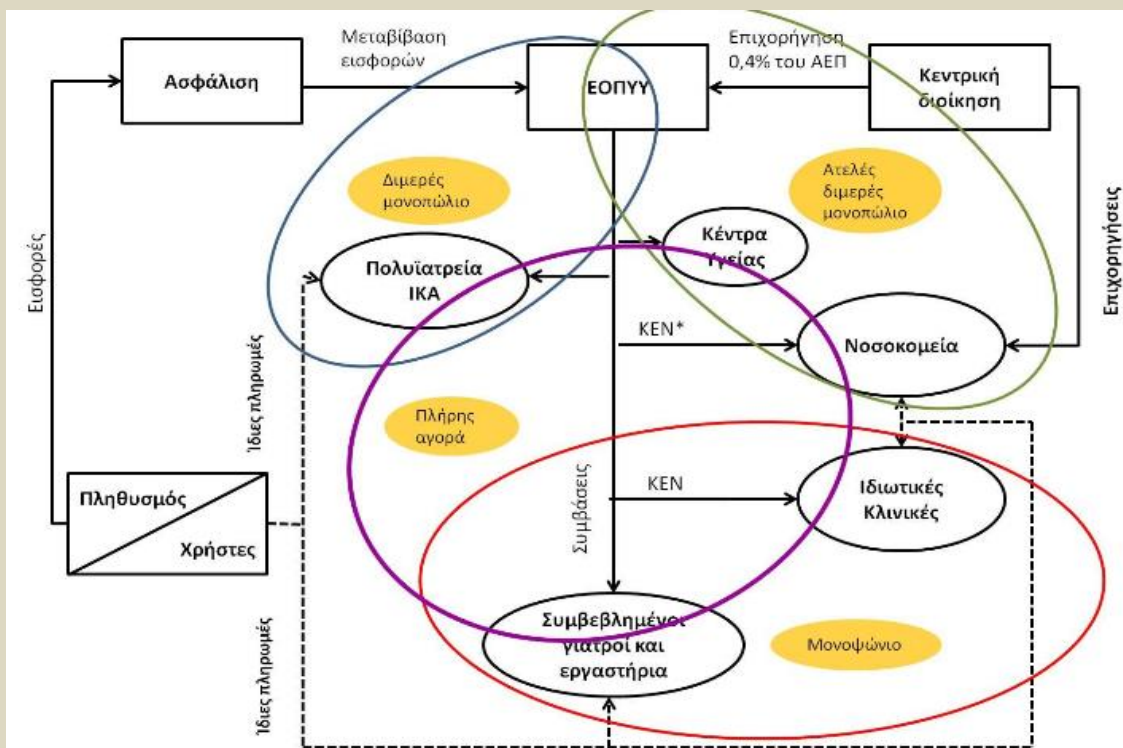 Μεταβίβαση
εισφορών
Επιχορήγηση
0,4% του ΑΕΠ
Ασφάλιση
ΕΟΠΥΥ
Κεντρική
διοίκηση
Διμερές
μονοπώλιο
Ατελές
διμερές
μονοπώλιο
Εισφορές
Πολυϊατρεία
ΙΚΑ
Κέντρα
Υγείας
Επιχορηγήσεις
ΚΕΝ*
Νοσοκομεία
Ίδιες πληρωμές
Πλήρης
αγορά
Πληθυσμός
Χρήστες
Συμβάσεις
ΚΕΝ
Ιδιωτικές
Κλινικές
Ίδιες πληρωμές
Συμβεβλημένοι
γιατροί και
εργαστήρια
Μονοψώνιο